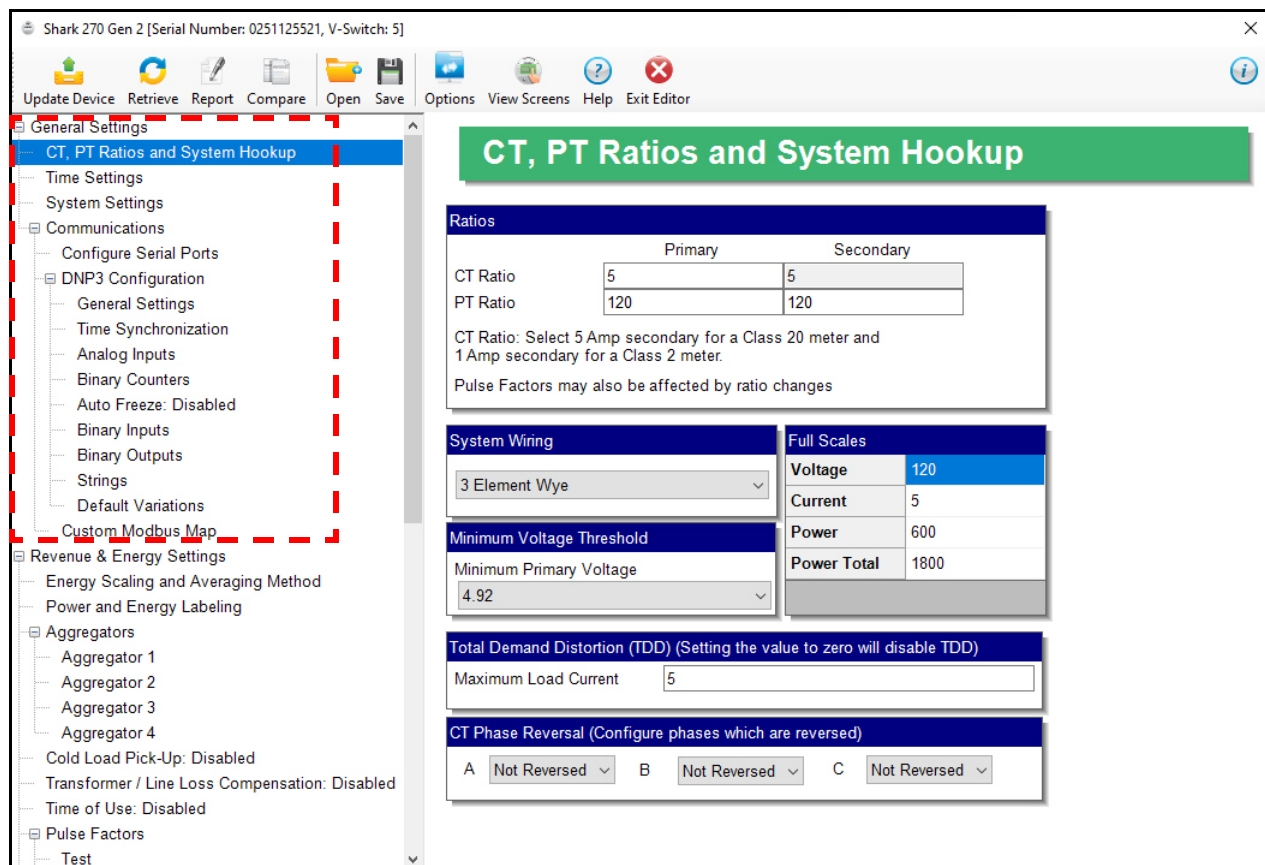 Shark 270 Gen 2 [Serial Number: 0251125521, V-Switch: 5]
Update Device Retrieve Report Compare Open Save Options View Screens Help Exit Editor
General Settings
CT, PT Ratios and System Hookup
Time Settings
System Settings
Communications
Configure Serial Ports
DNP3 Configuration
General Settings
Time Synchronization
Analog Inputs
Binary Counters
Auto Freeze: Disabled
Binary Inputs
Binary Outputs
Strings
Default Variations
Custom Modbus Map
Revenue & Energy Settings
Energy Scaling and Averaging Method
Power and Energy Labeling
Aggregators
Aggregator 1
Aggregator 2
Aggregator 3
Aggregator 4
Cold Load Pick-Up: Disabled
Transformer / Line Loss Compensation: Disabled
Time of Use: Disabled
Pulse Factors
Test
CT, PT Ratios and System Hookup
Ratios
Primary Secondary
CT Ratio 5 5
PT Ratio 120 120
CT Ratio: Select 5 Amp secondary for a Class 20 meter and
1 Amp secondary for a Class 2 meter.
Pulse Factors may also be affected by ratio changes
System Wiring
3 Element Wye
Minimum Voltage Threshold
Minimum Primary Voltage
4.92
Full Scales
Voltage 120
Current 5
Power 600
Power Total 1800
Total Demand Distortion (TDD) (Setting the value to zero will disable TDD)
Maximum Load Current 5
CT Phase Reversal (Configure phases which are reversed)
A Not Reversed B Not Reversed C Not Reversed